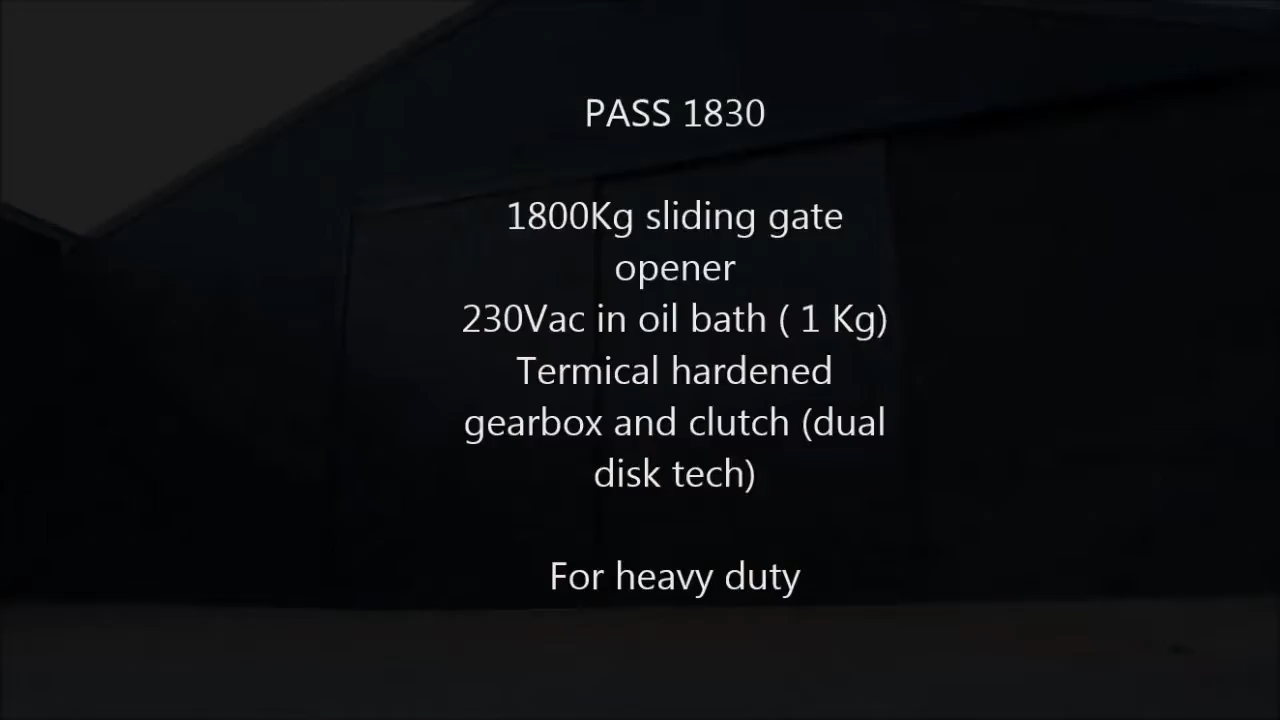 PASS 1830
1800Kg sliding gate
opener
230Vac in oil bath ( 1 Kg)
Termical hardened
gearbox and clutch (dual
disk tech)
For heavy duty